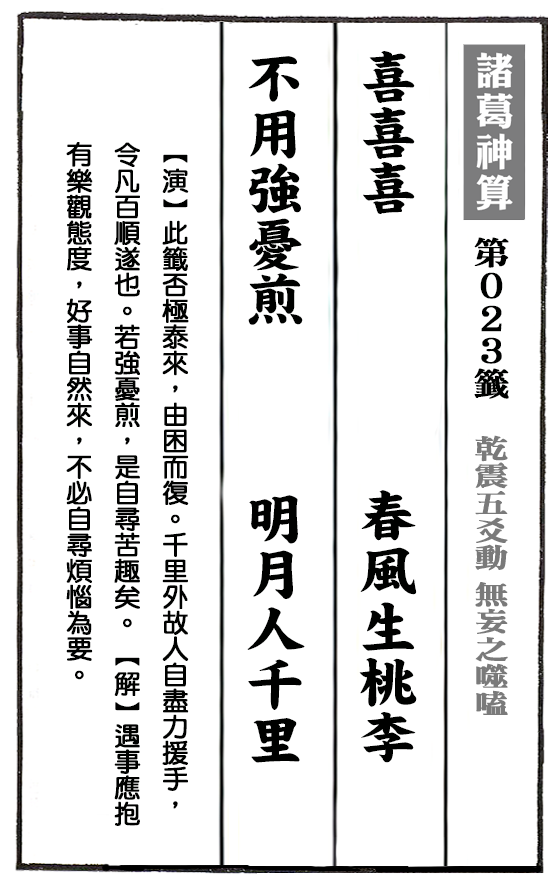 諸葛神算 第023籤 乾震五爻動 無妄之噬嗑
喜喜喜 春風生桃李
不用強憂煎 明月人千里
【演】此籤否極泰來，由困而復。千里外故人自盡力援手，
令凡百順遂也。若強憂煎，是自尋苦趣矣。【解】遇事應抱
有樂觀態度，好事自然來，不必自尋煩惱為要。